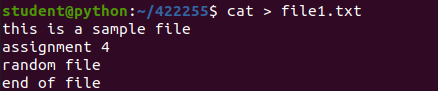 student@python:~/422255$ cat > file1.txt
this is a sample file
assignment 4
random file
end of file